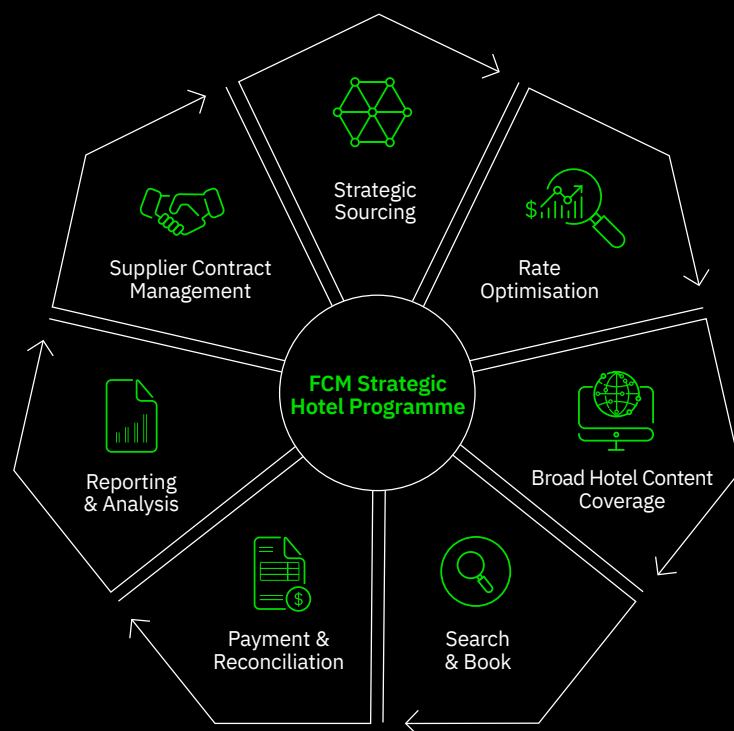 Strategic
Sourcing
Rate
Optimisation
$
Broad Hotel Content
Coverage
Search
& Book
Payment &
Reconciliation
$
Reporting
& Analysis
Supplier Contract
Management
FCM Strategic
Hotel Programme